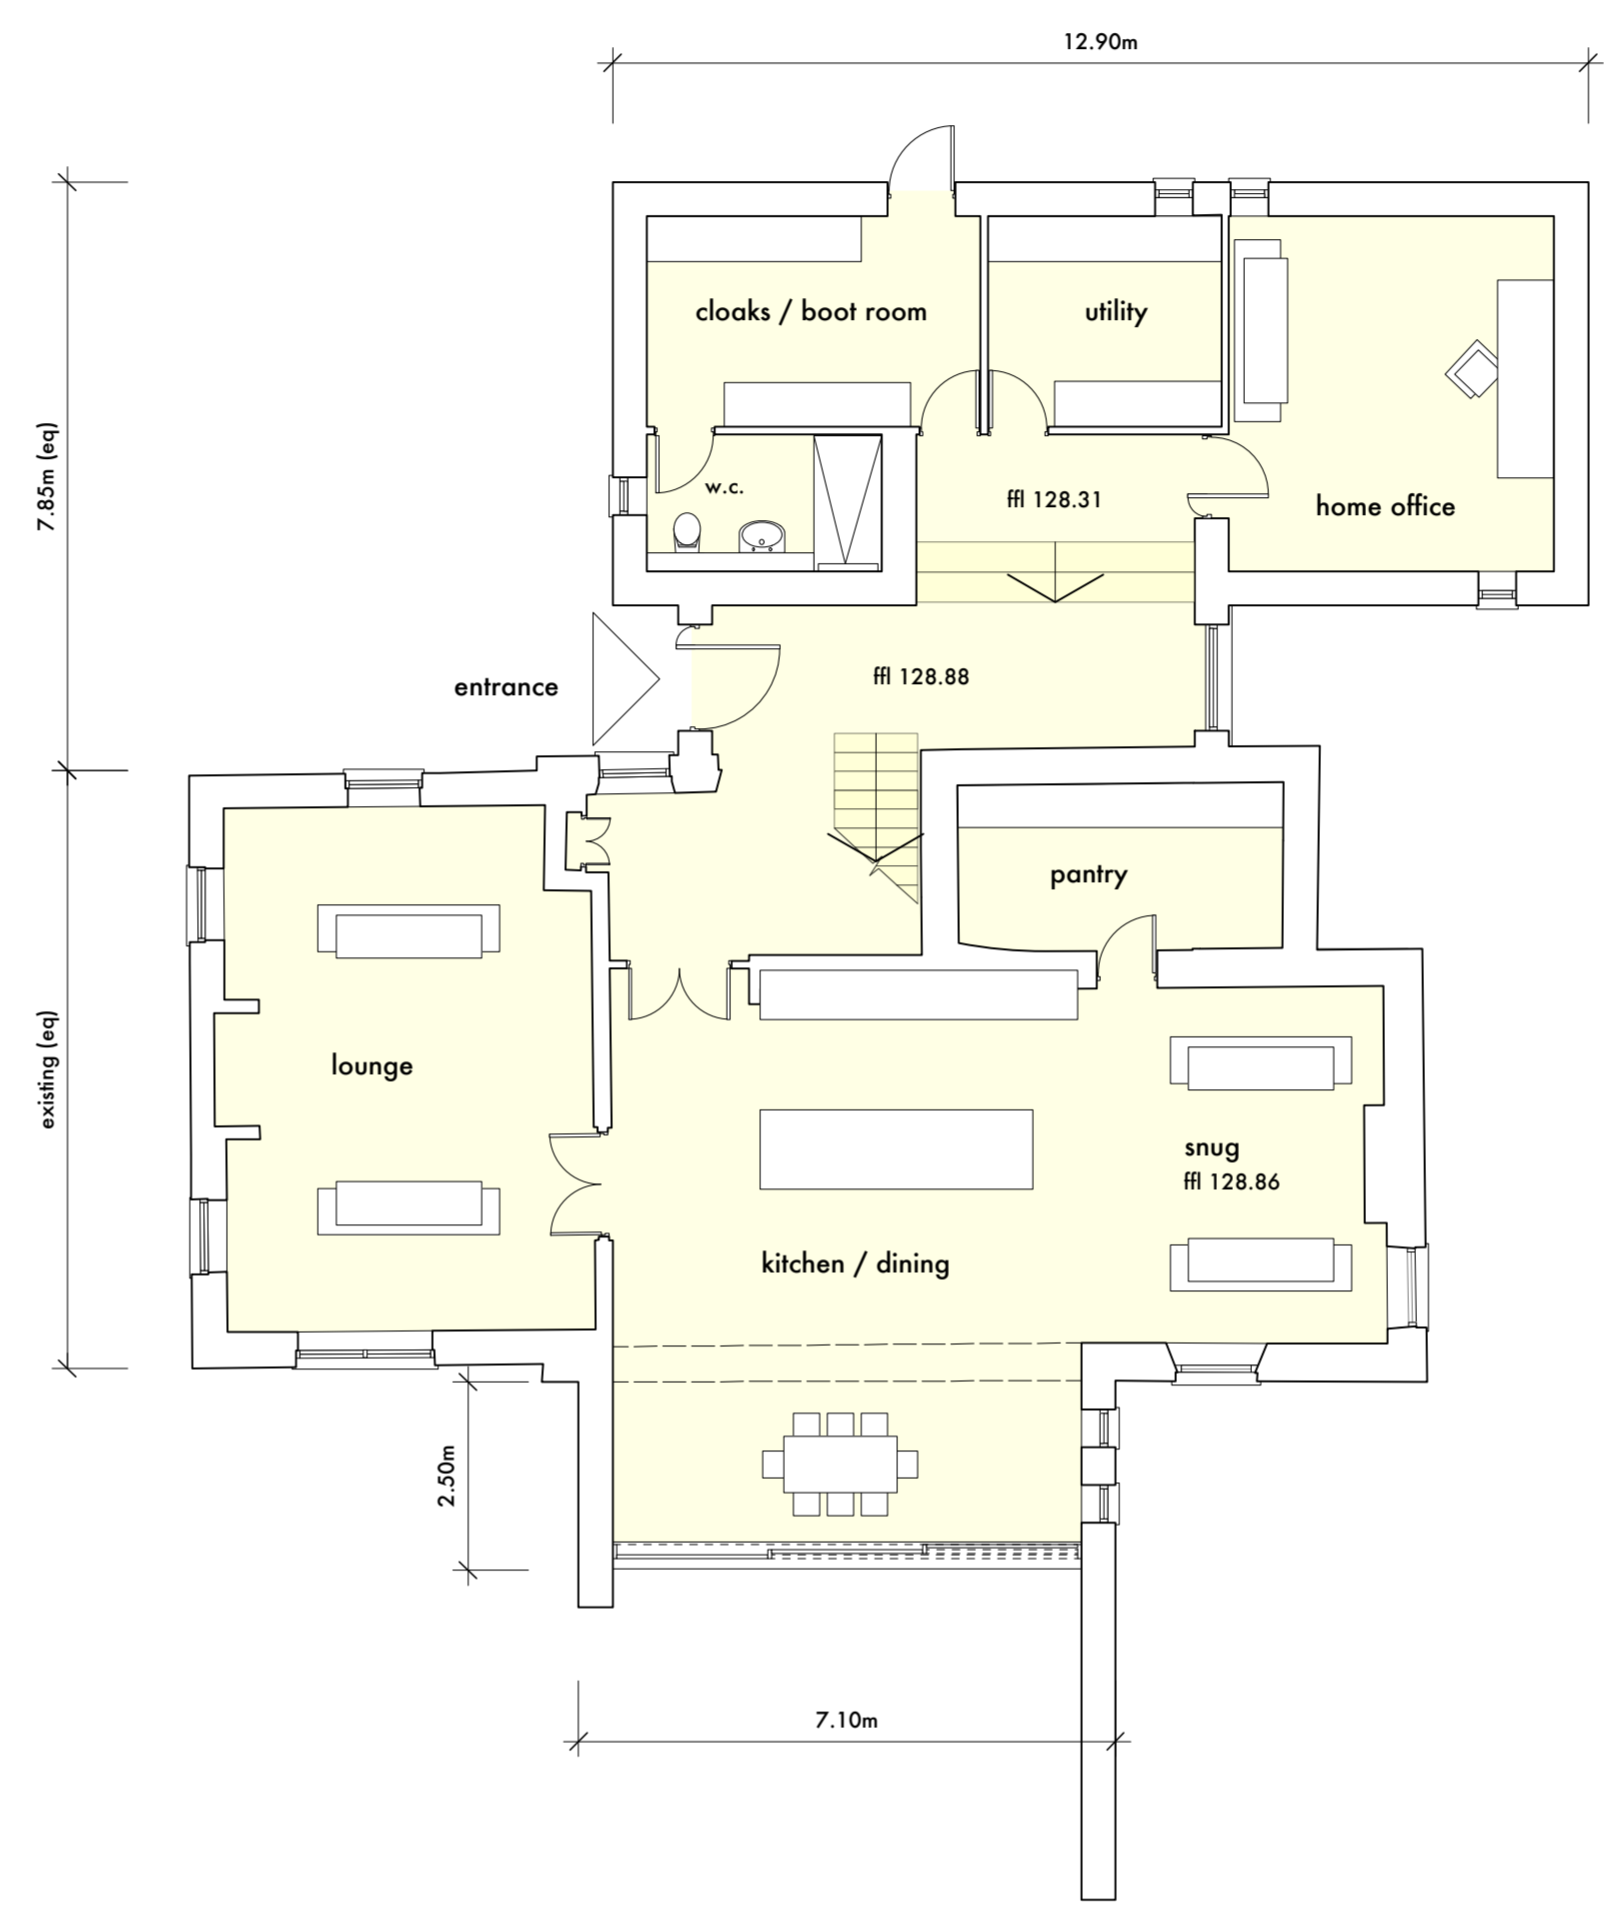 12.90m
cloaks / boot room
utility
7.85m (eq)
w.c.
ffl 128.31
home office
entrance
ffl 128.88
pantry
existing (eq)
lounge
snug
ffl 128.86
kitchen / dining
2.50m
7.10m